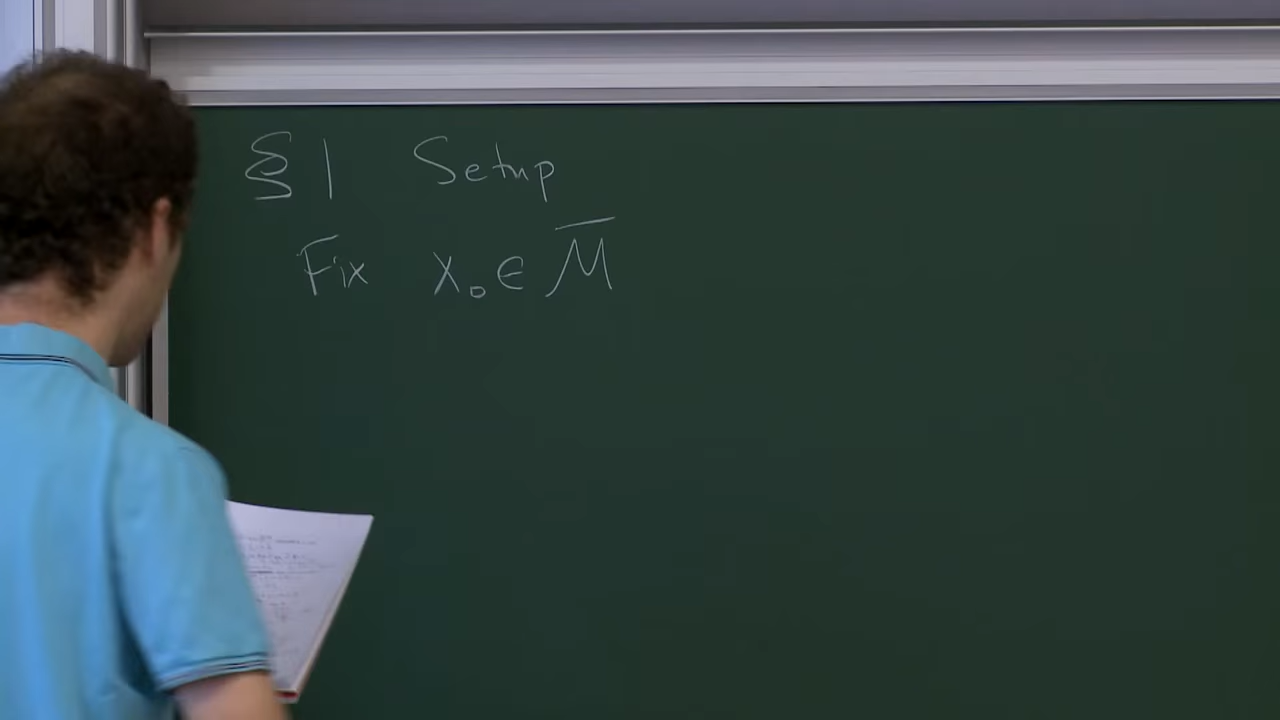 § 1 Setup
Fix x₀ ∈ M̅